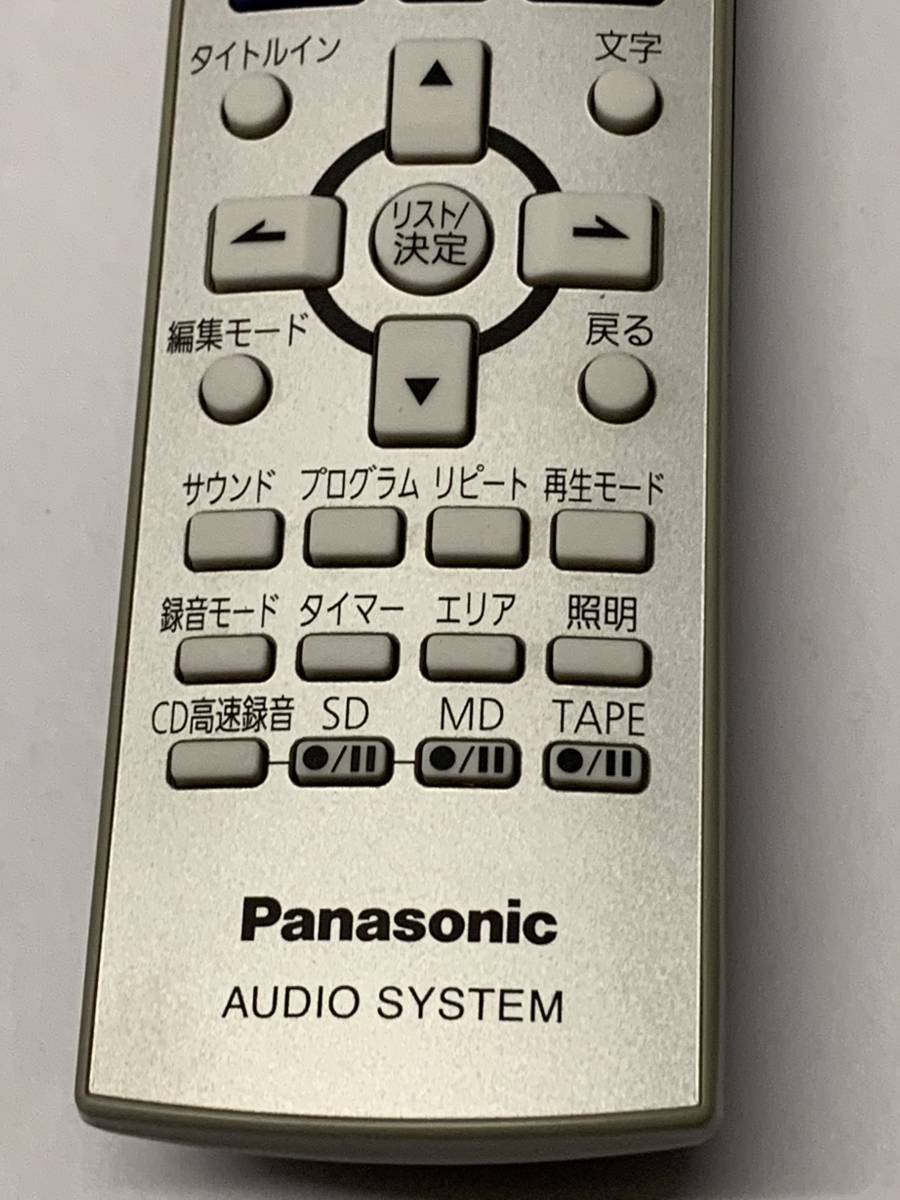 タイトルイン 文字
リスト/
決定
編集モード 戻る
サウンド プログラム リピート 再生モード
録音モード タイマー エリア 照明
CD高速録音 SD MD TAPE
●/II ●/II ●/II
Panasonic
AUDIO SYSTEM